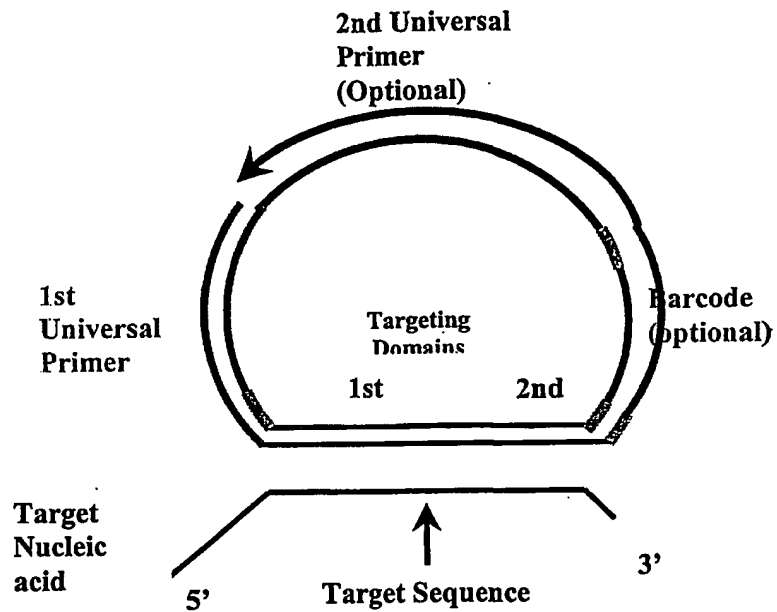 2nd Universal
Primer
(Optional)
1st
Universal
Primer
Targeting
Domains
Barcode
(optional)
1st 2nd
Target
Nucleic
acid
5’
Target Sequence
3’